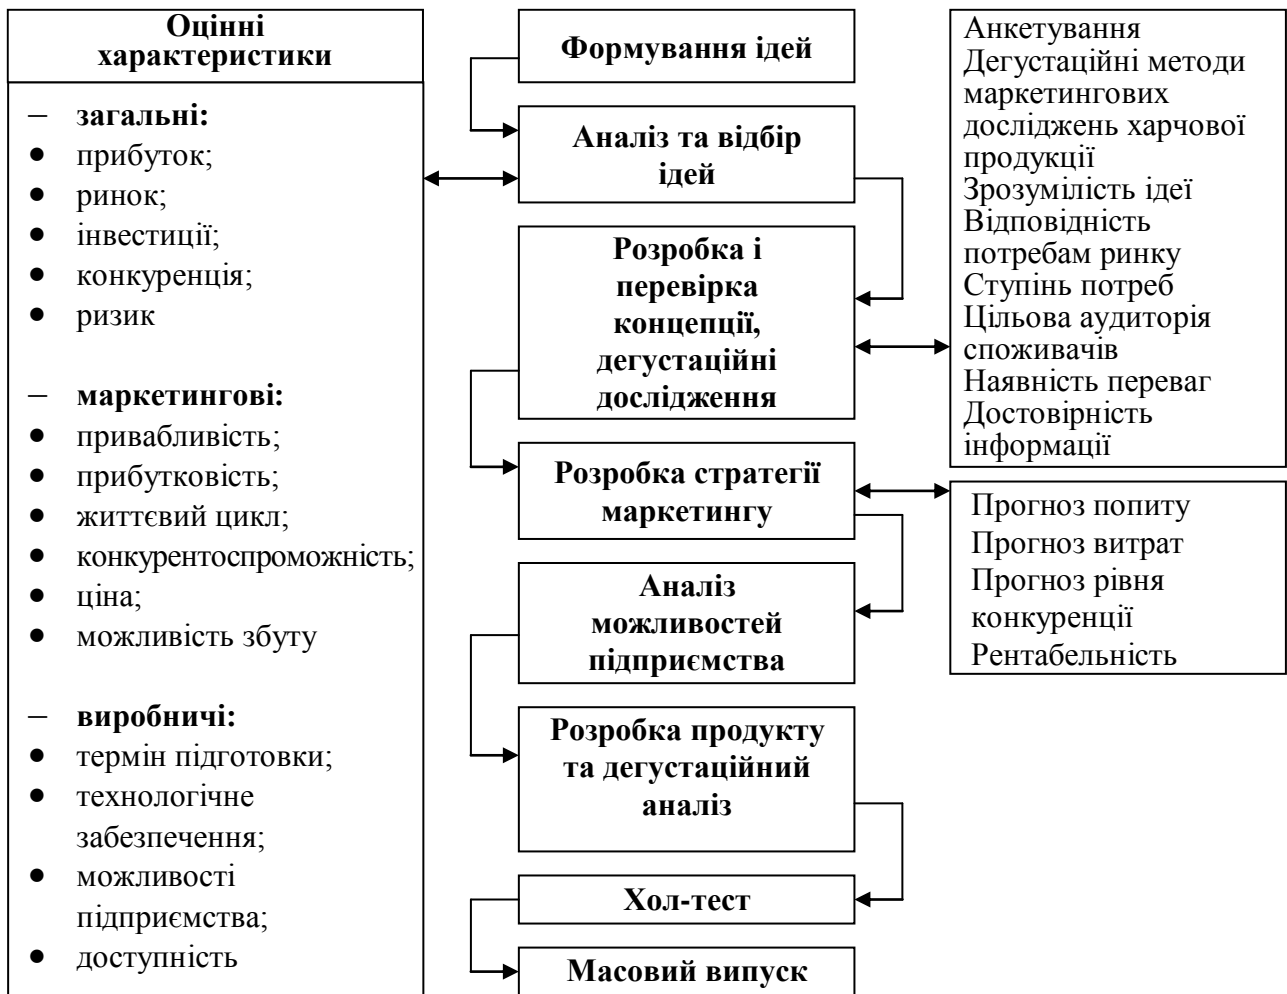 Оцінні
характеристики
– загальні:
● прибуток;
● ринок;
● інвестиції;
● конкуренція;
● ризик
– маркетингові:
● привабливість;
● прибутковість;
● життєвий цикл;
● конкурентоспроможність;
● ціна;
● можливість збуту
– виробничі:
● термін підготовки;
● технологічне
забезпечення;
● можливості
підприємства;
● доступність
Формування ідей
Аналіз та відбір
ідей
Розробка і
перевірка
концепції,
дегустаційні
дослідження
Розробка стратегії
маркетингу
Аналіз
можливостей
підприємства
Розробка продукту
та дегустаційний
аналіз
Хол-тест
Масовий випуск
Анкетування
Дегустаційні методи
маркетингових
досліджень харчової
продукції
Зрозумілість ідеї
Відповідність
потребам ринку
Ступінь потреб
Цільова аудиторія
споживачів
Наявність переваг
Достовірність
інформації
Прогноз попиту
Прогноз витрат
Прогноз рівня
конкуренції
Рентабельність